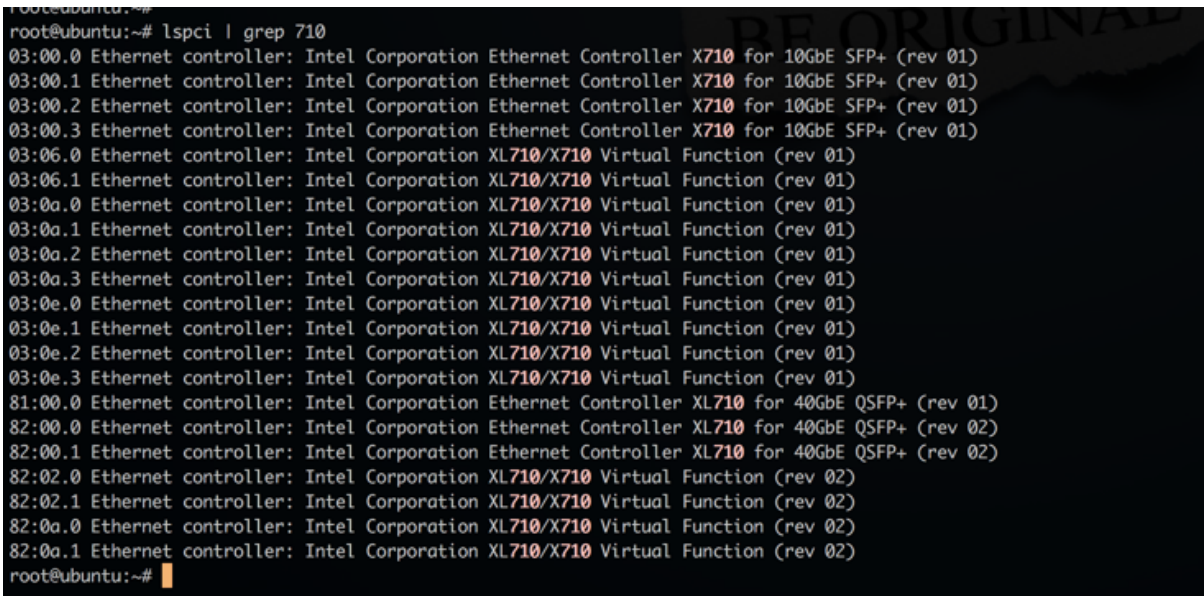 root@ubuntu:~#
BE ORIGINAL
root@ubuntu:~# lspci | grep 710
03:00.0 Ethernet controller: Intel Corporation Ethernet Controller X710 for 10GbE SFP+ (rev 01)
03:00.1 Ethernet controller: Intel Corporation Ethernet Controller X710 for 10GbE SFP+ (rev 01)
03:00.2 Ethernet controller: Intel Corporation Ethernet Controller X710 for 10GbE SFP+ (rev 01)
03:00.3 Ethernet controller: Intel Corporation Ethernet Controller X710 for 10GbE SFP+ (rev 01)
03:06.0 Ethernet controller: Intel Corporation XL710/X710 Virtual Function (rev 01)
03:06.1 Ethernet controller: Intel Corporation XL710/X710 Virtual Function (rev 01)
03:0a.0 Ethernet controller: Intel Corporation XL710/X710 Virtual Function (rev 01)
03:0a.1 Ethernet controller: Intel Corporation XL710/X710 Virtual Function (rev 01)
03:0a.2 Ethernet controller: Intel Corporation XL710/X710 Virtual Function (rev 01)
03:0a.3 Ethernet controller: Intel Corporation XL710/X710 Virtual Function (rev 01)
03:0e.0 Ethernet controller: Intel Corporation XL710/X710 Virtual Function (rev 01)
03:0e.1 Ethernet controller: Intel Corporation XL710/X710 Virtual Function (rev 01)
03:0e.2 Ethernet controller: Intel Corporation XL710/X710 Virtual Function (rev 01)
03:0e.3 Ethernet controller: Intel Corporation XL710/X710 Virtual Function (rev 01)
81:00.0 Ethernet controller: Intel Corporation Ethernet Controller XL710 for 40GbE QSFP+ (rev 01)
82:00.0 Ethernet controller: Intel Corporation Ethernet Controller XL710 for 40GbE QSFP+ (rev 02)
82:00.1 Ethernet controller: Intel Corporation Ethernet Controller XL710 for 40GbE QSFP+ (rev 02)
82:02.0 Ethernet controller: Intel Corporation XL710/X710 Virtual Function (rev 02)
82:02.1 Ethernet controller: Intel Corporation XL710/X710 Virtual Function (rev 02)
82:0a.0 Ethernet controller: Intel Corporation XL710/X710 Virtual Function (rev 02)
82:0a.1 Ethernet controller: Intel Corporation XL710/X710 Virtual Function (rev 02)
root@ubuntu:~#